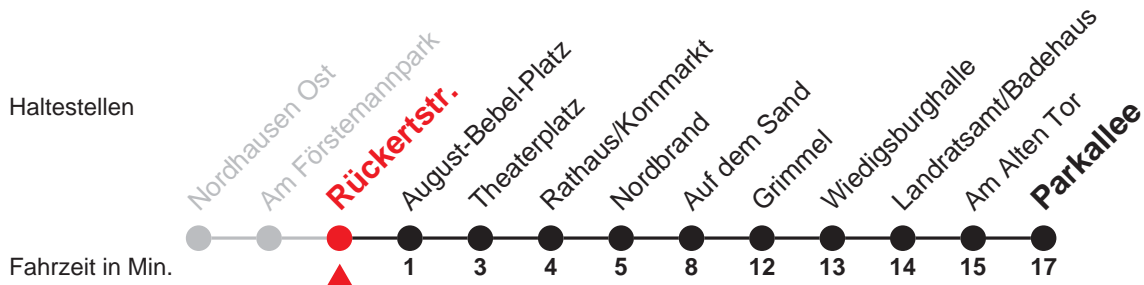 Haltestellen
Nordhausen Ost
Am Förstemannpark
Rückertstr.
August-Bebel-Platz
Theaterplatz
Rathaus/Kornmarkt
Nordbrand
Auf dem Sand
Grimmel
Wiedigsburghalle
Landratsamt/Badehaus
Am Alten Tor
Parkallee
Fahrzeit in Min. 1 3 4 5 8 12 13 14 15 17